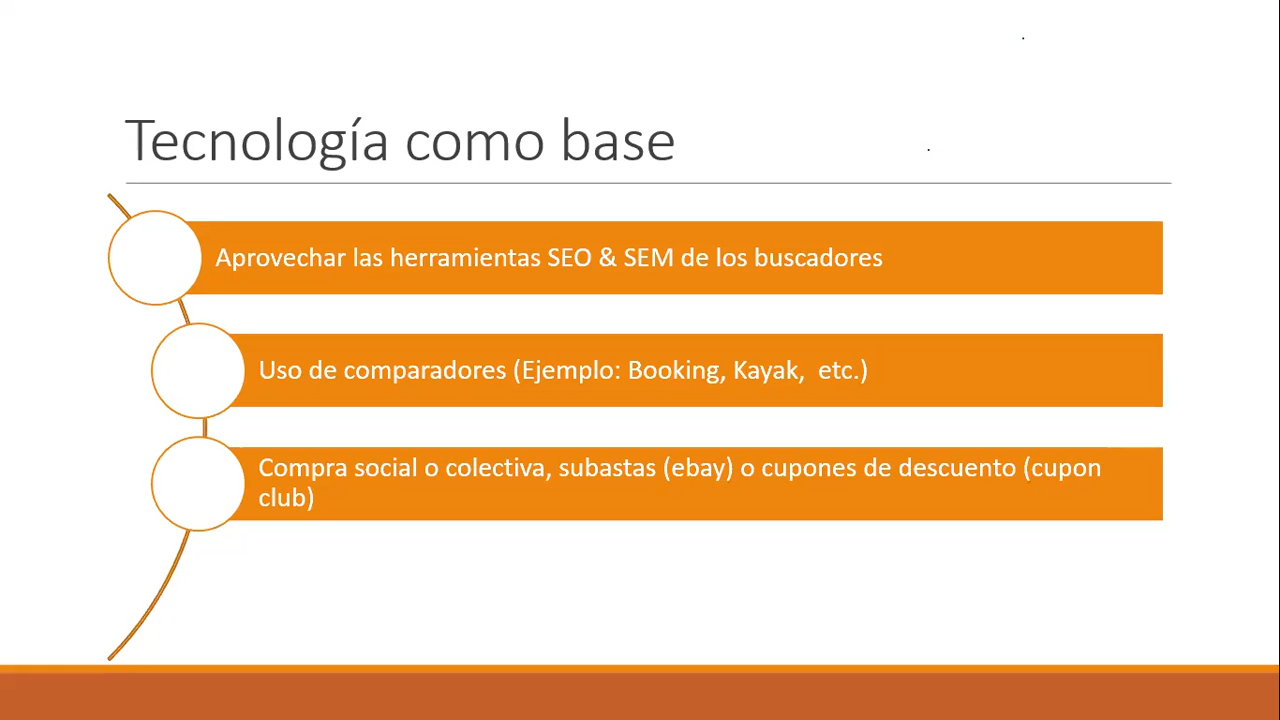 Tecnología como base
Aprovechar las herramientas SEO & SEM de los buscadores
Uso de comparadores (Ejemplo: Booking, Kayak,  etc.)
Compra social o colectiva, subastas (ebay) o cupones de descuento (cupon
club)